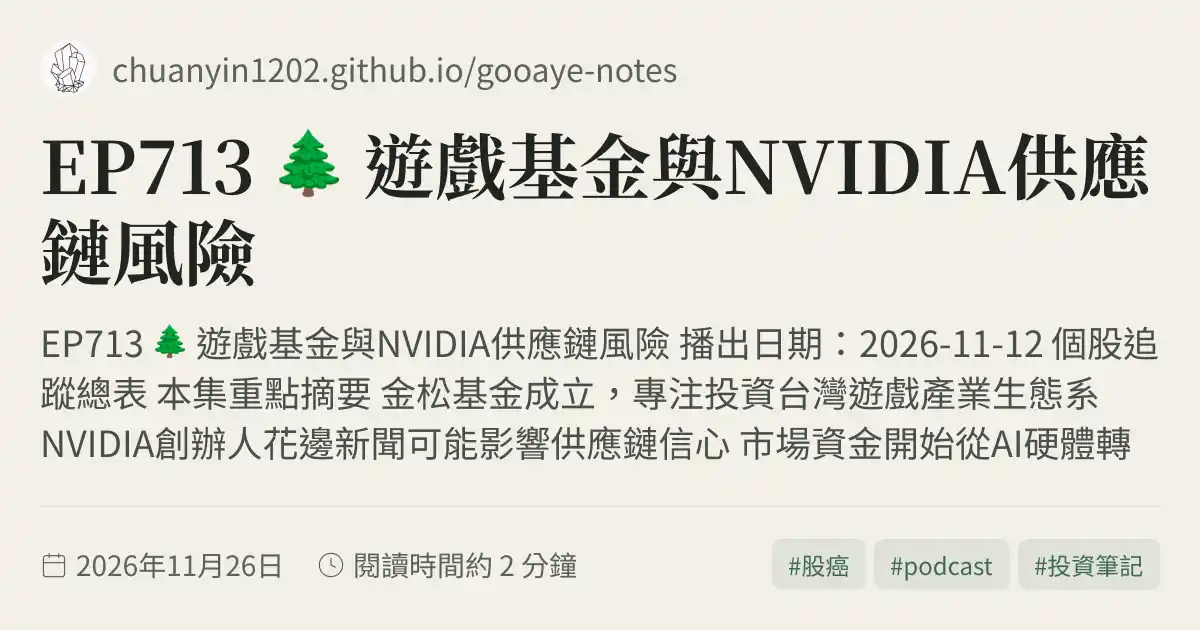 chuanyin1202.github.io/gooaye-notes
EP713 🌲 遊戲基金與NVIDIA供應
鏈風險
EP713 🌲 遊戲基金與NVIDIA供應鏈風險 播出日期：2026-11-12 個股追
蹤總表 本集重點摘要 金松基金成立，專注投資台灣遊戲產業生態系
NVIDIA創辦人花邊新聞可能影響供應鏈信心 市場資金開始從AI硬體轉
2026年11月26日 閱讀時間約 2 分鐘 #股癌 #podcast #投資筆記